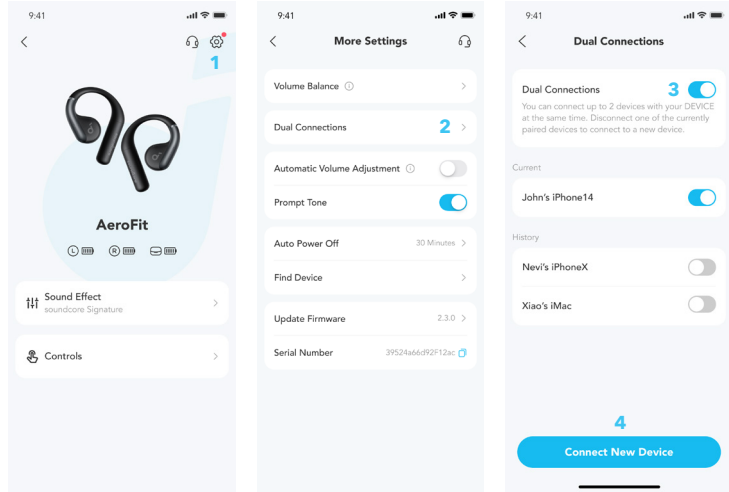 9:41
1
AeroFit
L
R
Sound Effect
soundcore Signature
Controls
9:41
More Settings
Volume Balance
Dual Connections 2
Automatic Volume Adjustment
Prompt Tone
Auto Power Off 30 Minutes
Find Device
Update Firmware 2.3.0
Serial Number 39524a66d92F12ac
9:41
Dual Connections
Dual Connections 3
You can connect up to 2 devices with your DEVICE
at the same time. Disconnect one of the currently
paired devices to connect to a new device.
Current
John's iPhone14
History
Nevi's iPhoneX
Xiao's iMac
4
Connect New Device